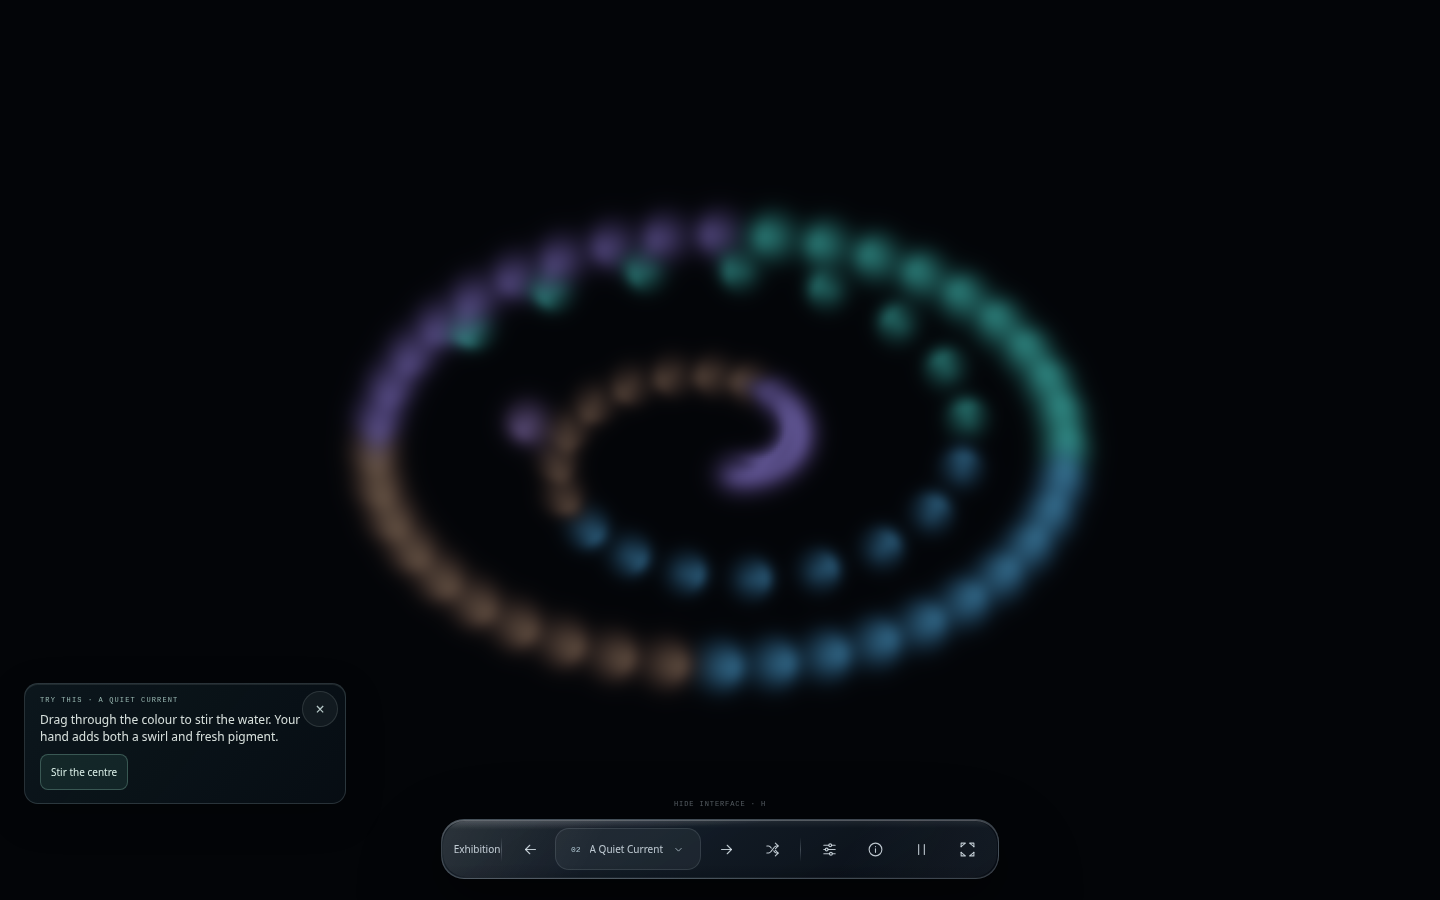 TRY THIS · A QUIET CURRENT
Drag through the colour to stir the water. Your
hand adds both a swirl and fresh pigment.
Stir the centre
HIDE INTERFACE · H
Exhibition
02 A Quiet Current